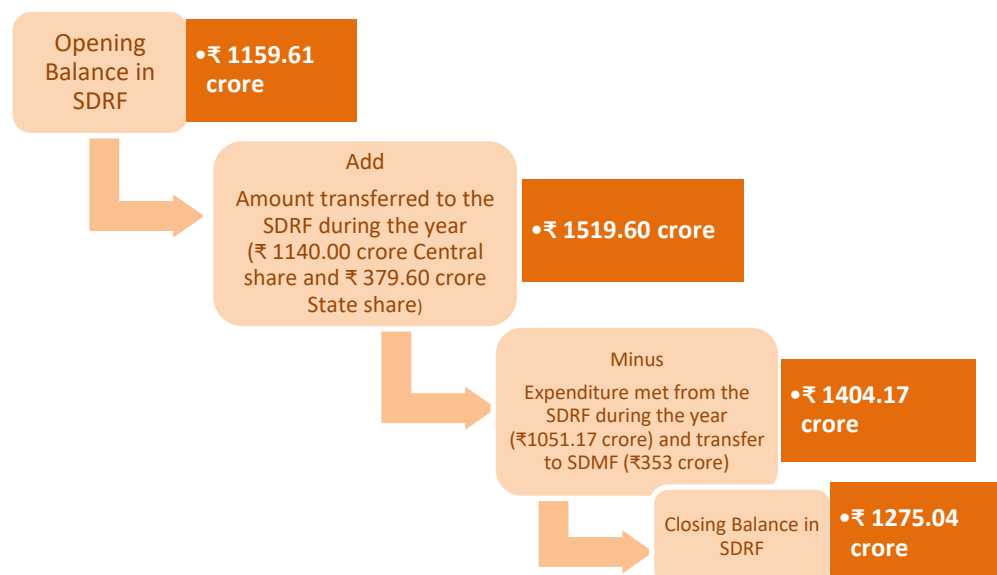 Opening
Balance in
SDRF
•₹ 1159.61
crore
Add
Amount transferred to the
SDRF during the year
(₹ 1140.00 crore Central
share and ₹ 379.60 crore
State share)
•₹ 1519.60 crore
Minus
Expenditure met from the
SDRF during the year
(₹1051.17 crore) and transfer
to SDMF (₹353 crore)
•₹ 1404.17
crore
Closing Balance in
SDRF
•₹ 1275.04
crore